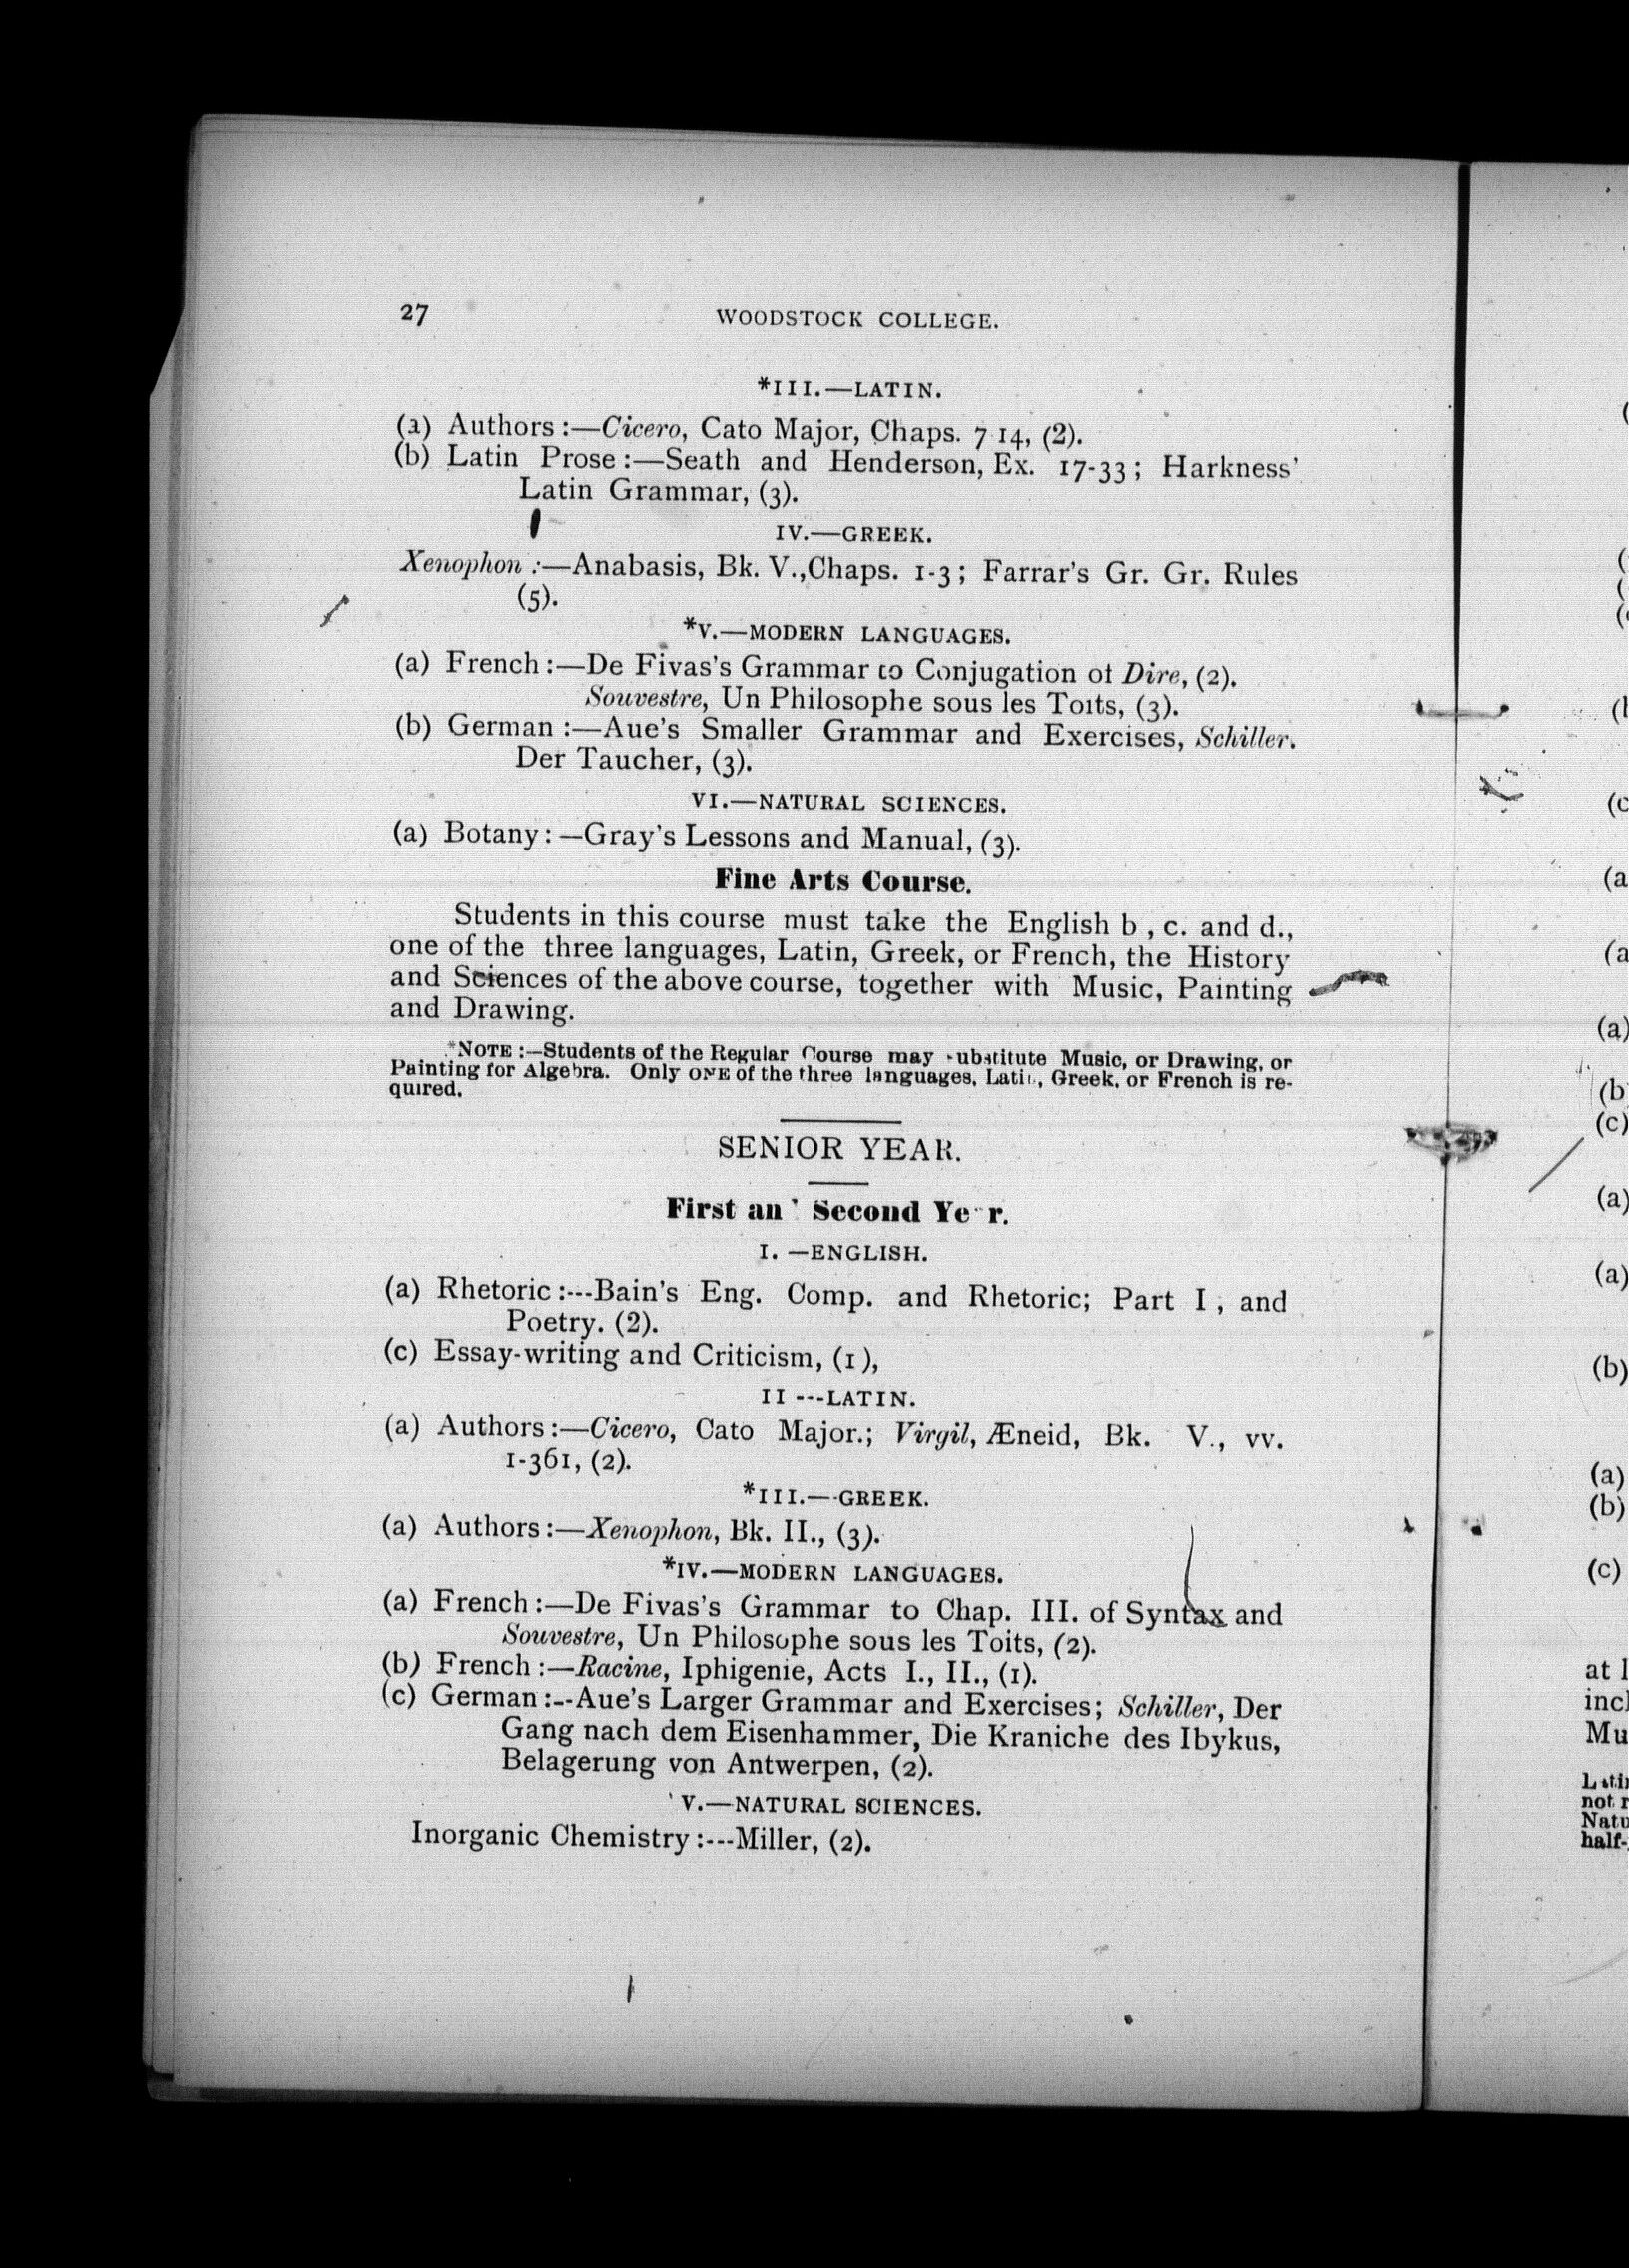 27
WOODSTOCK COLLEGE.
*III.—LATIN.
(a) Authors :—Cicero, Cato Major, Chaps. 7 14, (2).
(b) Latin Prose :—Seath and Henderson, Ex. 17-33; Harkness'
Latin Grammar, (3).
IV.—GREEK.
Xenophon :—Anabasis, Bk. V.,Chaps. 1-3; Farrar's Gr. Gr. Rules
(5).
*V.—MODERN LANGUAGES.
(a) French :—De Fivas's Grammar to Conjugation of Dire, (2).
Souvestre, Un Philosophe sous les Toits, (3).
(b) German :—Aue's Smaller Grammar and Exercises, Schiller.
Der Taucher, (3).
VI.—NATURAL SCIENCES.
(a) Botany: —Gray's Lessons and Manual, (3).
Fine Arts Course.
Students in this course must take the English b , c. and d.,
one of the three languages, Latin, Greek, or French, the History
and Sciences of the above course, together with Music, Painting
and Drawing.
*NOTE :—Students of the Regular Course may substitute Music, or Drawing, or
Painting for Algebra. Only ONE of the three languages, Latin, Greek, or French is re-
quired.
SENIOR YEAR.
First an' Second Ye r.
I. —ENGLISH.
(a) Rhetoric :---Bain's Eng. Comp. and Rhetoric; Part I , and
Poetry. (2).
(c) Essay-writing and Criticism, (1),
II ---LATIN.
(a) Authors :—Cicero, Cato Major.; Virgil, Æneid, Bk. V., vv.
1-361, (2).
*III.—-GREEK.
(a) Authors :—Xenophon, Bk. II., (3).
*IV.—MODERN LANGUAGES.
(a) French :—De Fivas's Grammar to Chap. III. of Syntax and
Souvestre, Un Philosophe sous les Toits, (2).
(b) French :—Racine, Iphigenie, Acts I., II., (1).
(c) German :--Aue's Larger Grammar and Exercises; Schiller, Der
Gang nach dem Eisenhammer, Die Kraniche des Ibykus,
Belagerung von Antwerpen, (2).
V.—NATURAL SCIENCES.
Inorganic Chemistry :---Miller, (2).
(a
(a
(a)
(b
(c)
(a)
(a)
(b)
(a)
(b)
(c)
at l
incl
Mu
not r
Natu
half-